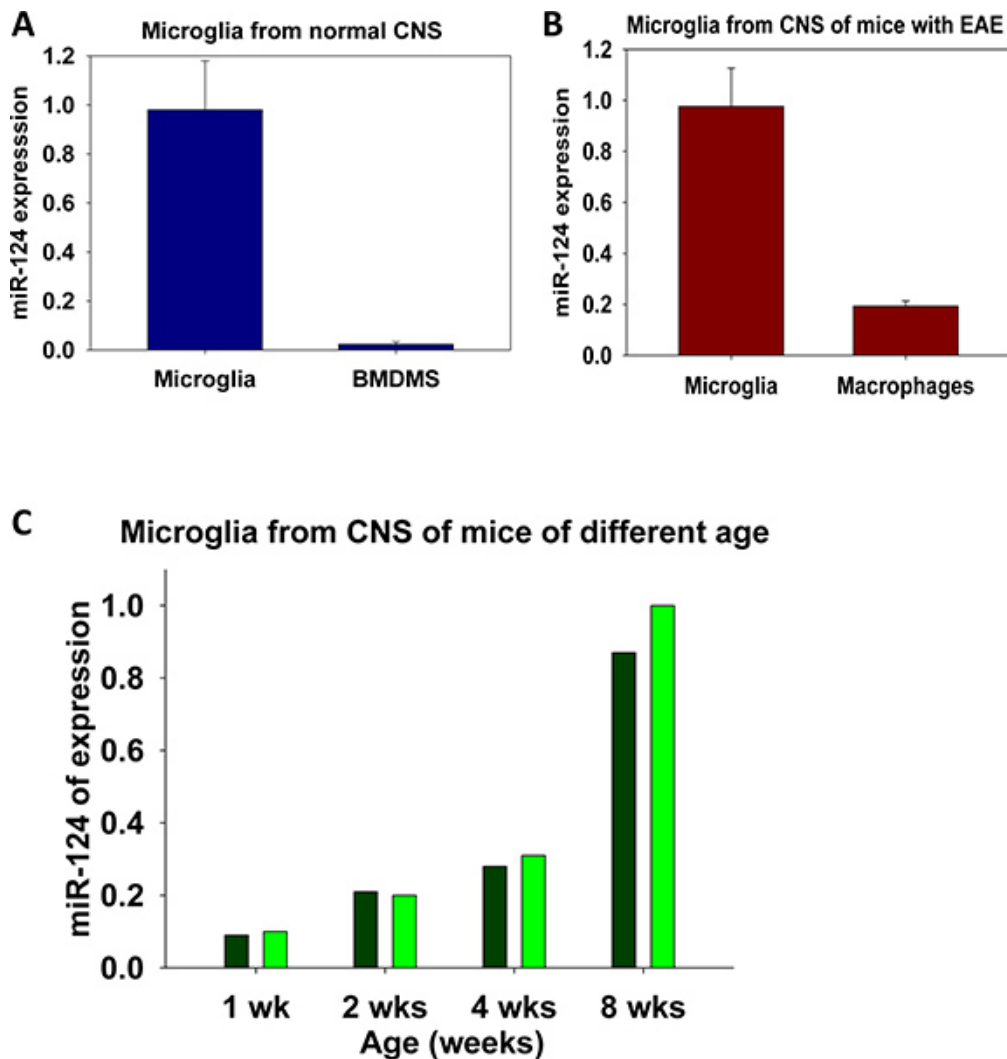 A
Microglia from normal CNS
miR-124 expresssion
1.2
1.0
0.8
0.6
0.4
0.2
0.0
Microglia BMDMS
B
Microglia from CNS of mice with EAE
miR-124 expression
1.2
1.0
0.8
0.6
0.4
0.2
0.0
Microglia Macrophages
C
Microglia from CNS of mice of different age
miR-124 of expression
1.0
0.8
0.6
0.4
0.2
0.0
1 wk 2 wks 4 wks 8 wks
Age (weeks)